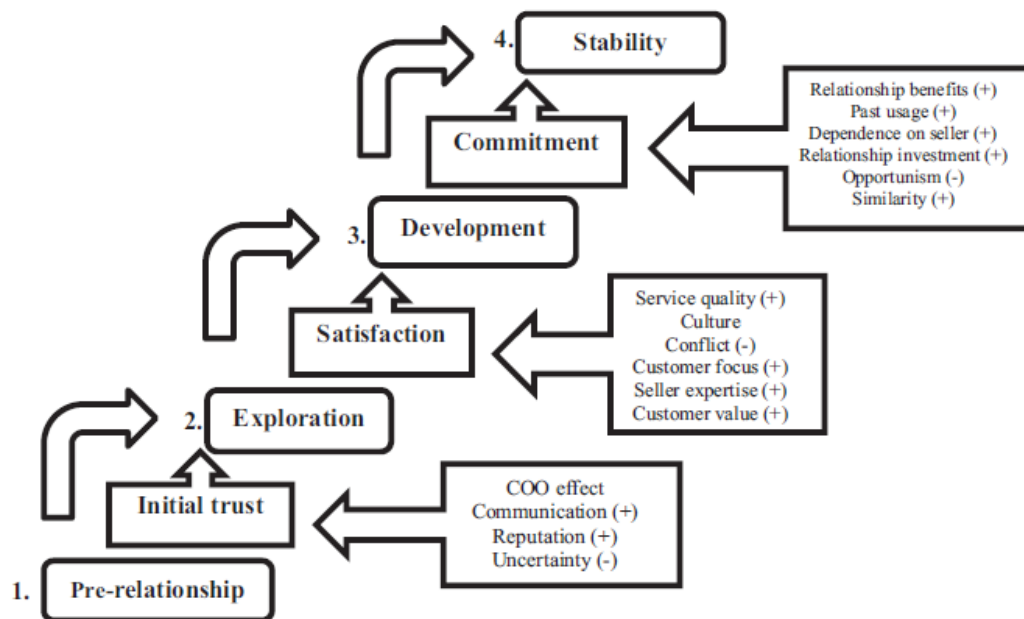 4. Stability
Commitment
Relationship benefits (+)
Past usage (+)
Dependence on seller (+)
Relationship investment (+)
Opportunism (-)
Similarity (+)
3. Development
Satisfaction
Service quality (+)
Culture
Conflict (-)
Customer focus (+)
Seller expertise (+)
Customer value (+)
2. Exploration
Initial trust
COO effect
Communication (+)
Reputation (+)
Uncertainty (-)
1. Pre-relationship